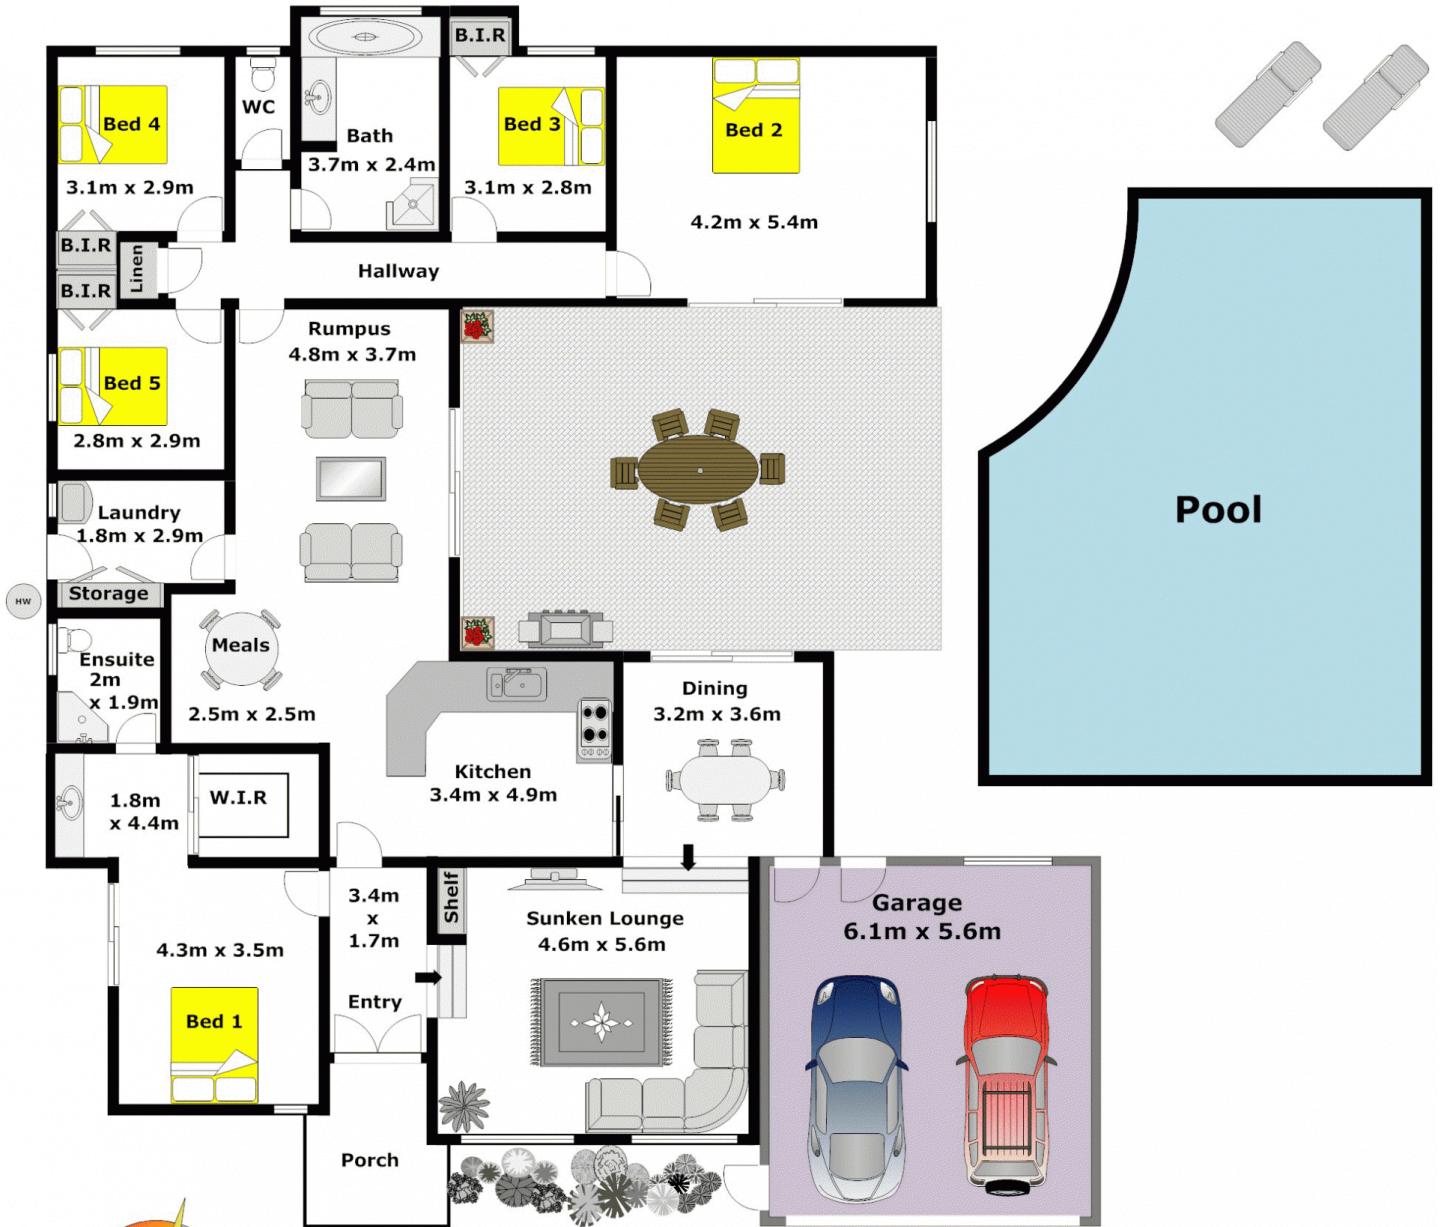 B.I.R
Bed 4
3.1m x 2.9m
WC
Bath
3.7m x 2.4m
Bed 3
3.1m x 2.8m
Bed 2
4.2m x 5.4m
B.I.R
Linen
B.I.R
Hallway
Rumpus
4.8m x 3.7m
Bed 5
2.8m x 2.9m
Laundry
1.8m x 2.9m
Storage
HW
Pool
Meals
2.5m x 2.5m
Ensuite
2m
x 1.9m
Dining
3.2m x 3.6m
Kitchen
3.4m x 4.9m
1.8m
x 4.4m
W.I.R
4.3m x 3.5m
Bed 1
3.4m
x
1.7m
Entry
Shelf
Sunken Lounge
4.6m x 5.6m
Garage
6.1m x 5.6m
Porch